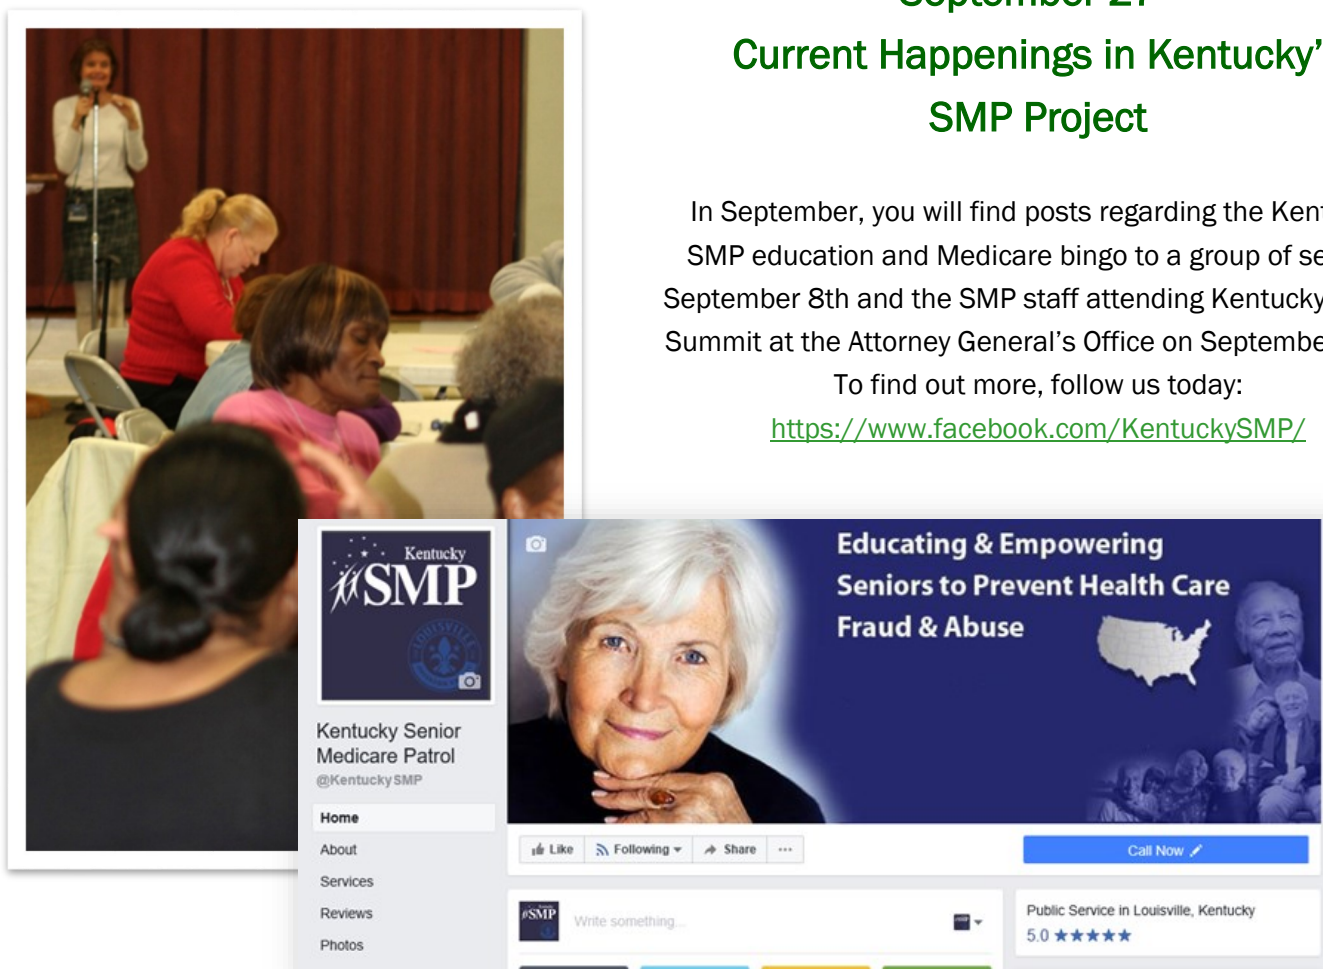 September 27
Current Happenings in Kentucky’
SMP Project
In September, you will find posts regarding the Kent
SMP education and Medicare bingo to a group of se
September 8th and the SMP staff attending Kentucky
Summit at the Attorney General’s Office on Septembe
To find out more, follow us today:
https://www.facebook.com/KentuckySMP/
Kentucky
SMP
LOUISVILLE
Kentucky Senior
Medicare Patrol
@KentuckySMP
Home
About
Services
Reviews
Photos
Educating & Empowering
Seniors to Prevent Health Care
Fraud & Abuse
Like
Following
Share
...
Call Now
SMP
Write something...
Public Service in Louisville, Kentucky
5.0 ★★★★★